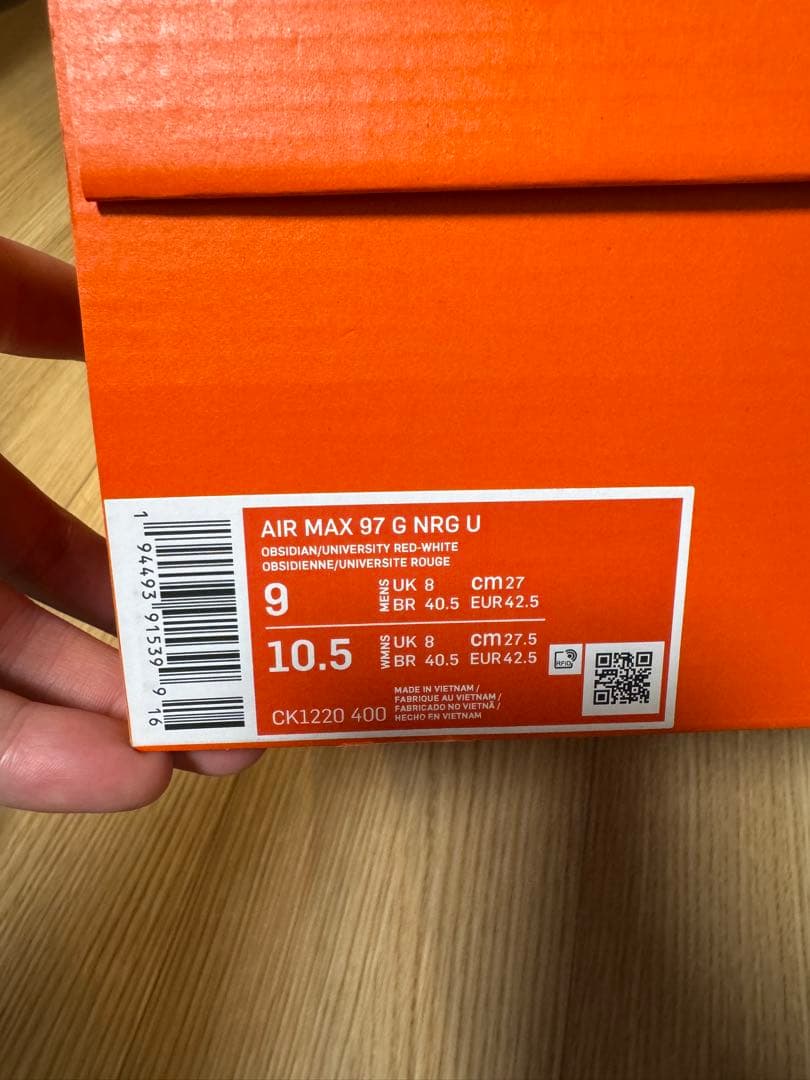 AIR MAX 97 G NRG U
OBSIDIAN/UNIVERSITY RED-WHITE
OBSIDIENNE/UNIVERSITE ROUGE
9 MENS UK 8 cm 27
BR 40.5 EUR 42.5
10.5 WMNS UK 8 cm 27.5
BR 40.5 EUR 42.5
RFID
CK1220 400
MADE IN VIETNAM /
FABRIQUE AU VIETNAM /
FABRICADO NO VIETNÃ /
HECHO EN VIETNAM
1 94493 91539 9 16